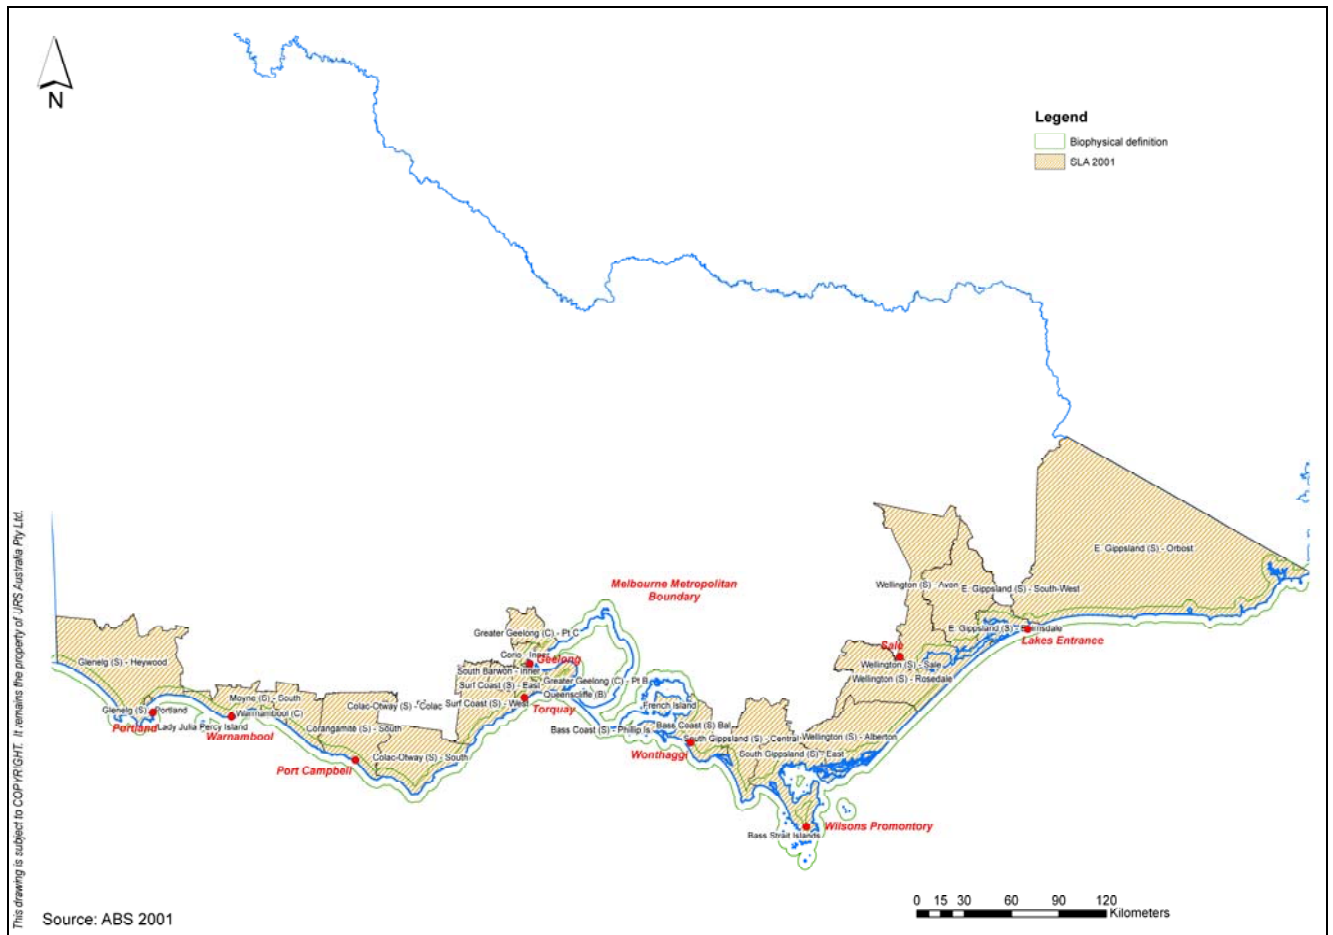 N
Legend
Biophysical definition
SLA 2001
Melbourne Metropolitan
Boundary
E. Gippsland (S) - Orbost
Wellington (S) - Avon
E. Gippsland (S) - South-West
E. Gippsland (S) - Bairnsdale
Lakes Entrance
Sale
Wellington (S) - Sale
Wellington (S) - Rosedale
Greater Geelong (C) - Pt C
Corio - Inner
Geelong
South Barwon - Inner
Greater Geelong (C) - Pt B
Surf Coast (S) - East
Queenscliffe (B)
Surf Coast (S) - West
Torquay
Glenelg (S) - Heywood
Moyne (S) - South
Colac-Otway (S) - Colac
Glenelg (S) - Portland
Warrnambool (C)
Portland
Lady Julia Percy Island
Warnambool
Corangamite (S) - South
Colac-Otway (S) - South
Port Campbell
French Island
Bass Coast (S) Bal
Bass Coast (S) - Phillip Is
South Gippsland (S) - Central
Wellington (S) - Alberton
Wonthaggi
South Gippsland (S) - East
Wilsons Promontory
Bass Strait Islands
This drawing is subject to COPYRIGHT. It remains the property of URS Australia Pty Ltd.
Source: ABS 2001
0 15 30 60 90 120
Kilometers